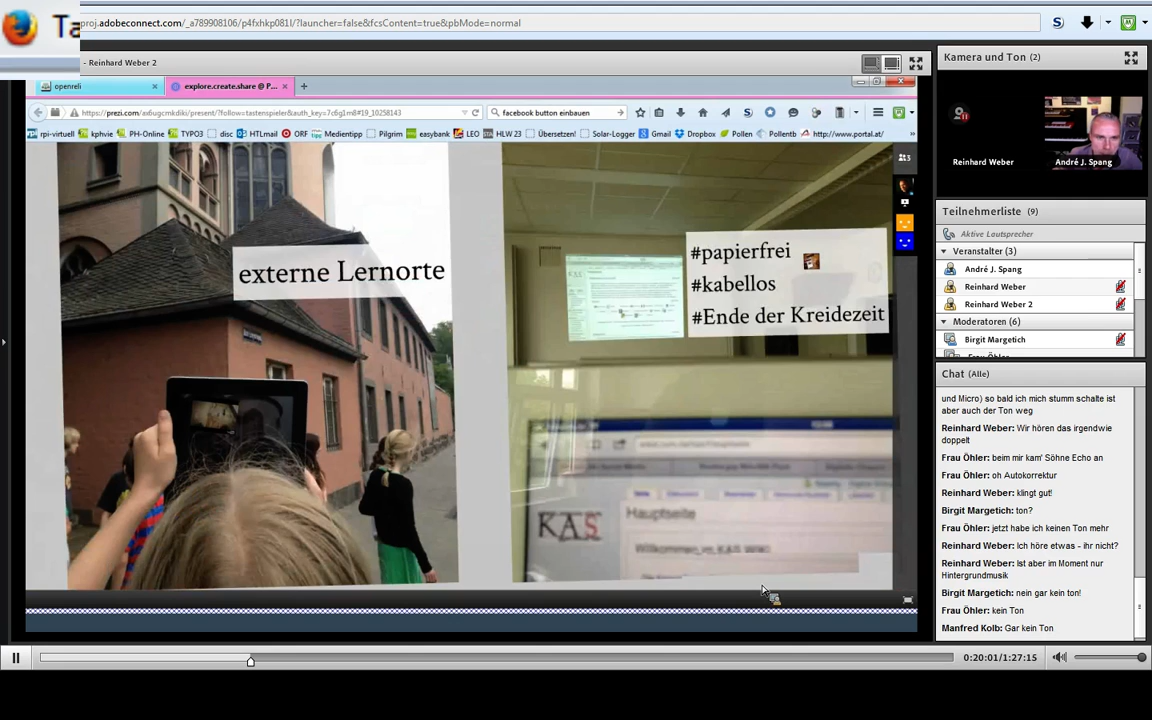 Ta
proj.adobeconnect.com/_a789908106/p4fxhkp081l/?launcher=false&fcsContent=true&pbMode=normal
- Reinhard Weber 2
openreli
explore.create.share @ P...
https://prezi.com/ax6ugcmkdiki/present/?follow=tastenspieler&auth_key=7c6g1rn8#19_10258143
facebook button einbauen
rpi-virtuell
kphvie
PH-Online
TYPO3
disc
HTLmail
ORF
Medientipp
Pilgrim
easybank
LEO
HLW 23
Übersetzen!
Solar-Logger
Gmail
Dropbox
Pollen
Pollentb
http://www.portal.at/
externe Lernorte
#papierfrei
#kabellos
#Ende der Kreidezeit
KAS
Hauptseite
Kamera und Ton (2)
Reinhard Weber
André J. Spang
Teilnehmerliste (9)
Aktive Lautsprecher
Veranstalter (3)
André J. Spang
Reinhard Weber
Reinhard Weber 2
Moderatoren (6)
Birgit Margetich
Frau Öhler
Chat (Alle)
und Micro) so bald ich mich stumm schalte ist
aber auch der Ton weg
Reinhard Weber: Wir hören das irgendwie
doppelt
Frau Öhler: beim mir kam' Söhne Echo an
Frau Öhler: oh Autokorrektur
Reinhard Weber: klingt gut!
Birgit Margetich: ton?
Frau Öhler: jetzt habe ich keinen Ton mehr
Reinhard Weber: Ich höre etwas - ihr nicht?
Reinhard Weber: Ist aber im Moment nur
Hintergrundmusik
Birgit Margetich: nein gar kein ton!
Frau Öhler: kein Ton
Manfred Kolb: Gar kein Ton
0:20:01/1:27:15